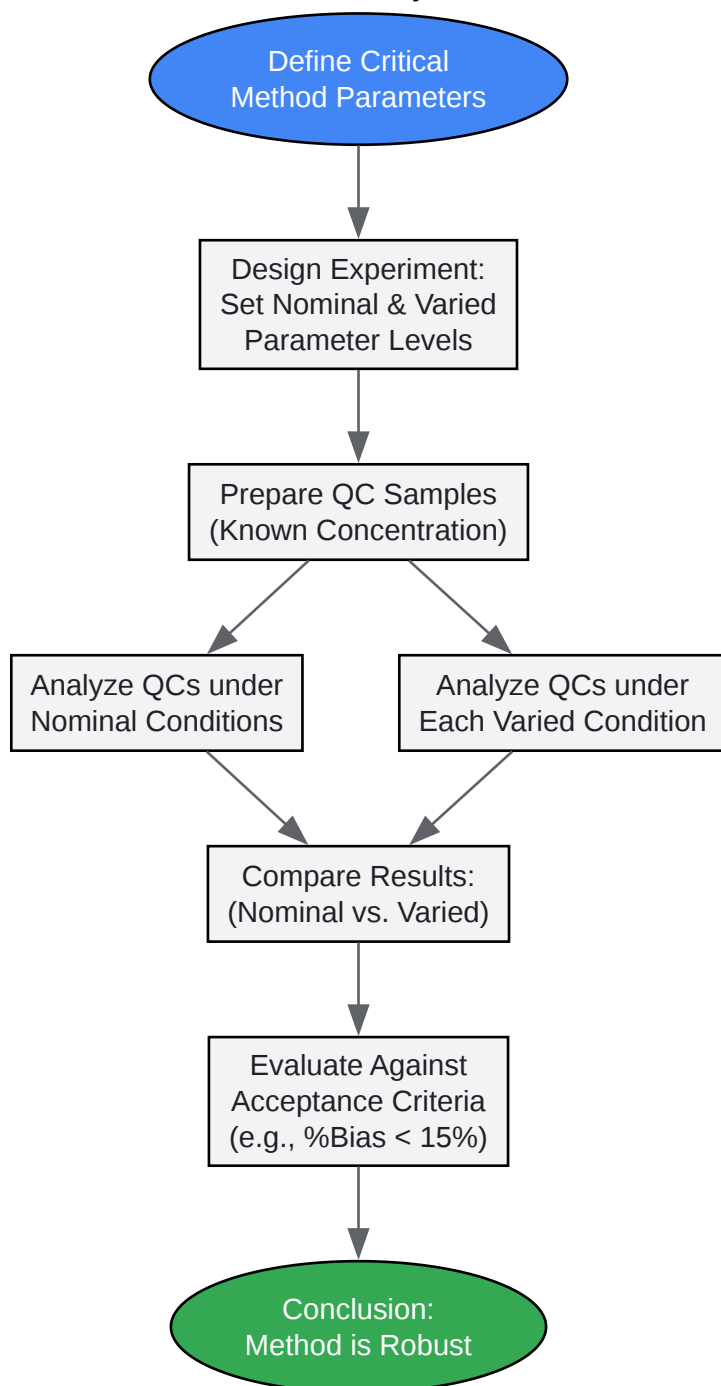 Define Critical
Method Parameters
Design Experiment:
Set Nominal & Varied
Parameter Levels
Prepare QC Samples
(Known Concentration)
Analyze QCs under
Nominal Conditions
Analyze QCs under
Each Varied Condition
Compare Results:
(Nominal vs. Varied)
Evaluate Against
Acceptance Criteria
(e.g., %Bias < 15%)
Conclusion:
Method is Robust